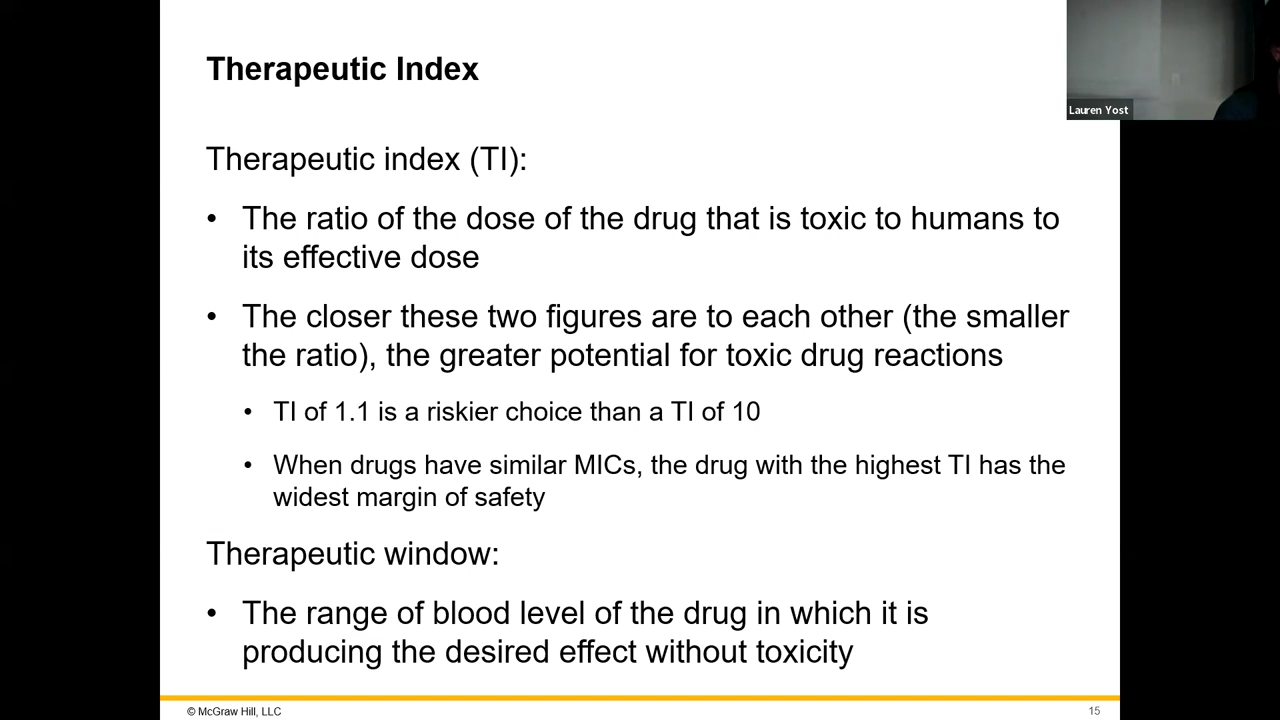 Therapeutic Index
Lauren Yost
Therapeutic index (TI):
• The ratio of the dose of the drug that is toxic to humans to
its effective dose
• The closer these two figures are to each other (the smaller
the ratio), the greater potential for toxic drug reactions
• TI of 1.1 is a riskier choice than a TI of 10
• When drugs have similar MICs, the drug with the highest TI has the
widest margin of safety
Therapeutic window:
• The range of blood level of the drug in which it is
producing the desired effect without toxicity
© McGraw Hill, LLC
15